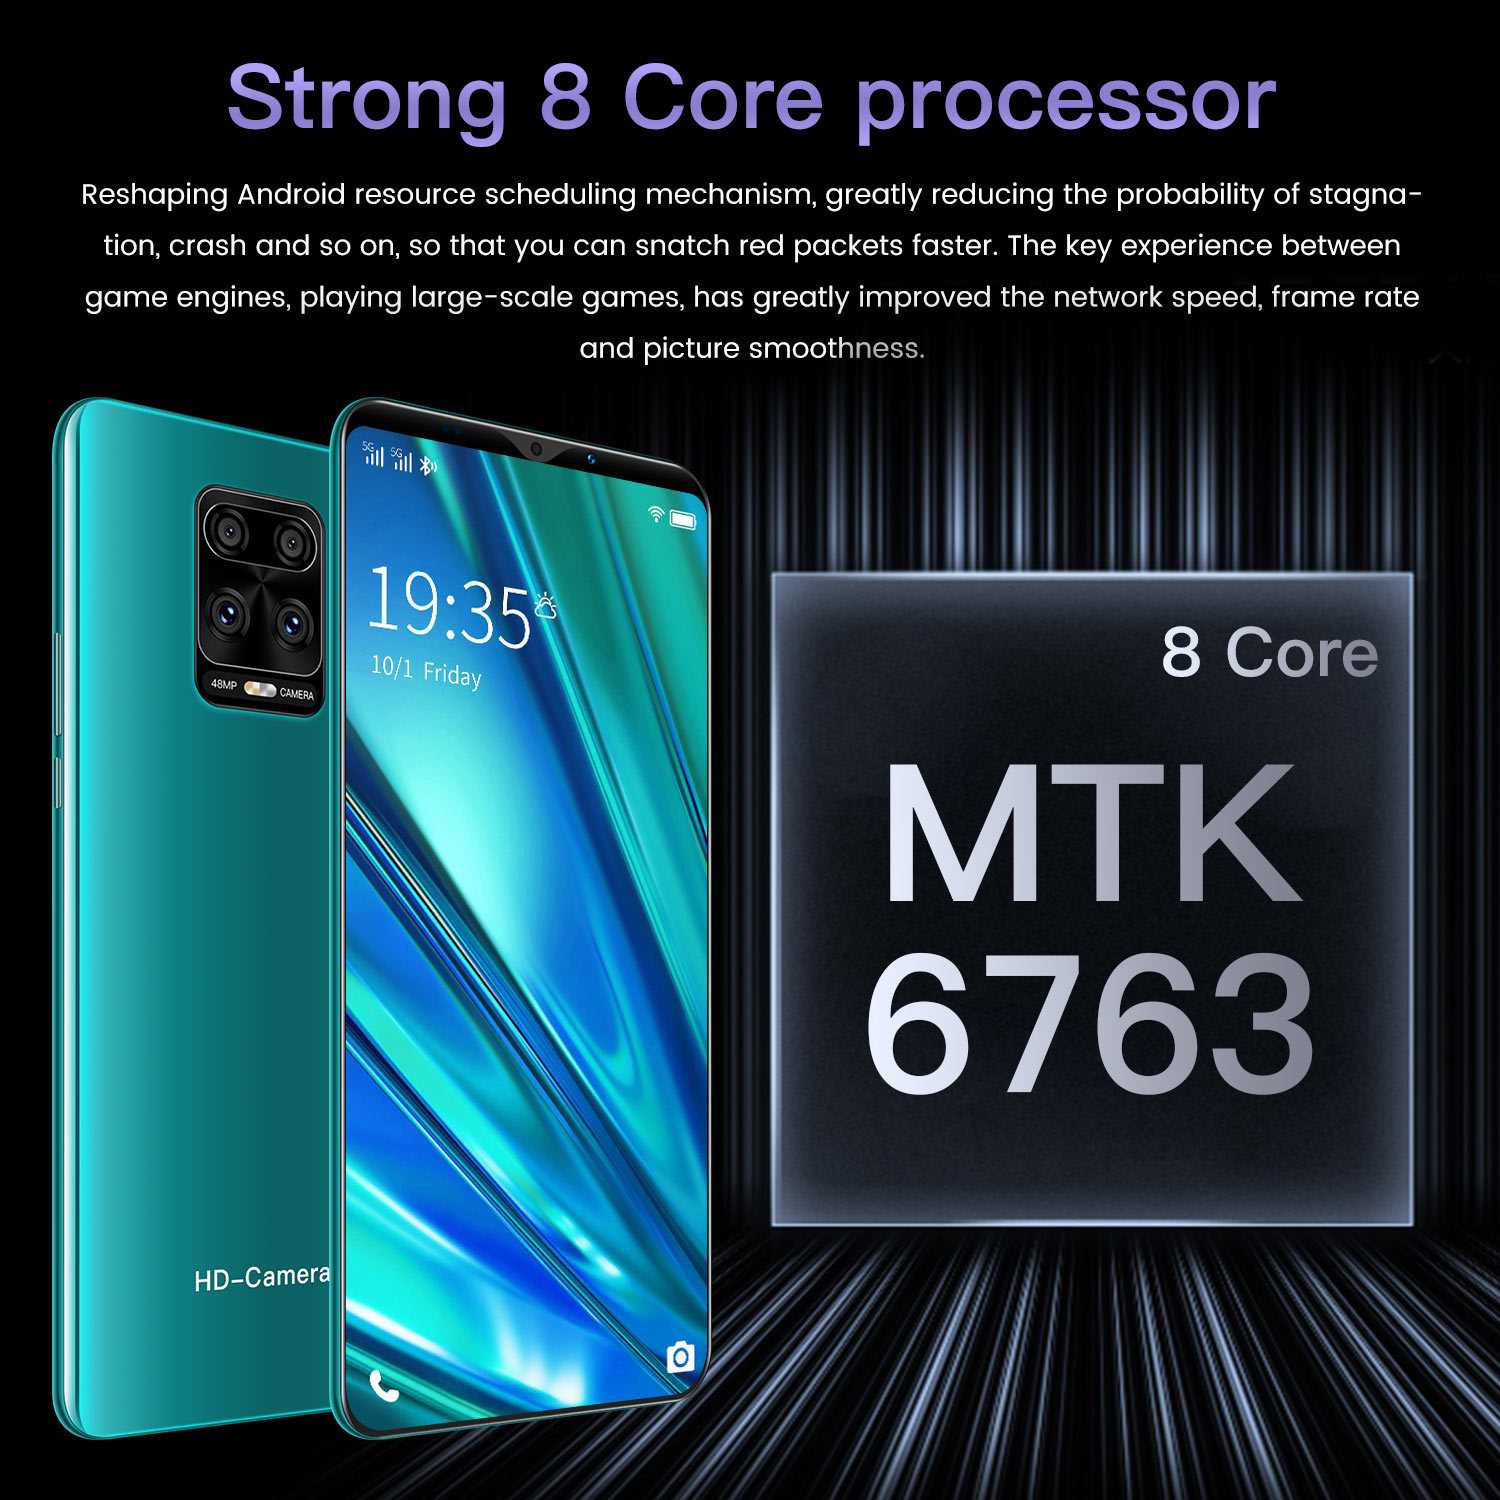 Strong 8 Core processor
Reshaping Android resource scheduling mechanism, greatly reducing the probability of stagna-
tion, crash and so on, so that you can snatch red packets faster. The key experience between
game engines, playing large-scale games, has greatly improved the network speed, frame rate
and picture smoothness.
5G 5G
19:35
10/1 Friday
48MP CAMERA
HD-Camera
8 Core
MTK
6763